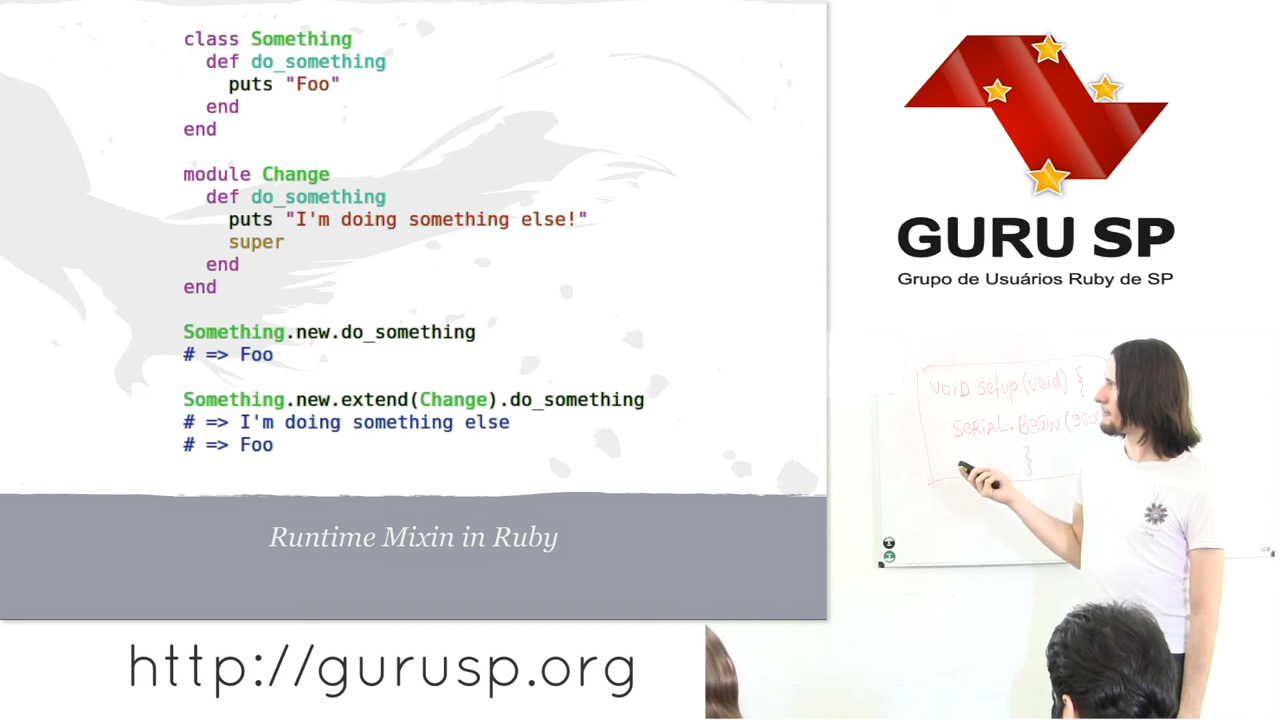 class Something
  def do_something
    puts "Foo"
  end
end
module Change
  def do_something
    puts "I'm doing something else!"
    super
  end
end
Something.new.do_something
# => Foo
Something.new.extend(Change).do_something
# => I'm doing something else
# => Foo
Runtime Mixin in Ruby
http://gurusp.org
GURU SP
Grupo de Usuários Ruby de SP
void setup (void) {
SERIAL.BEGIN (960
}